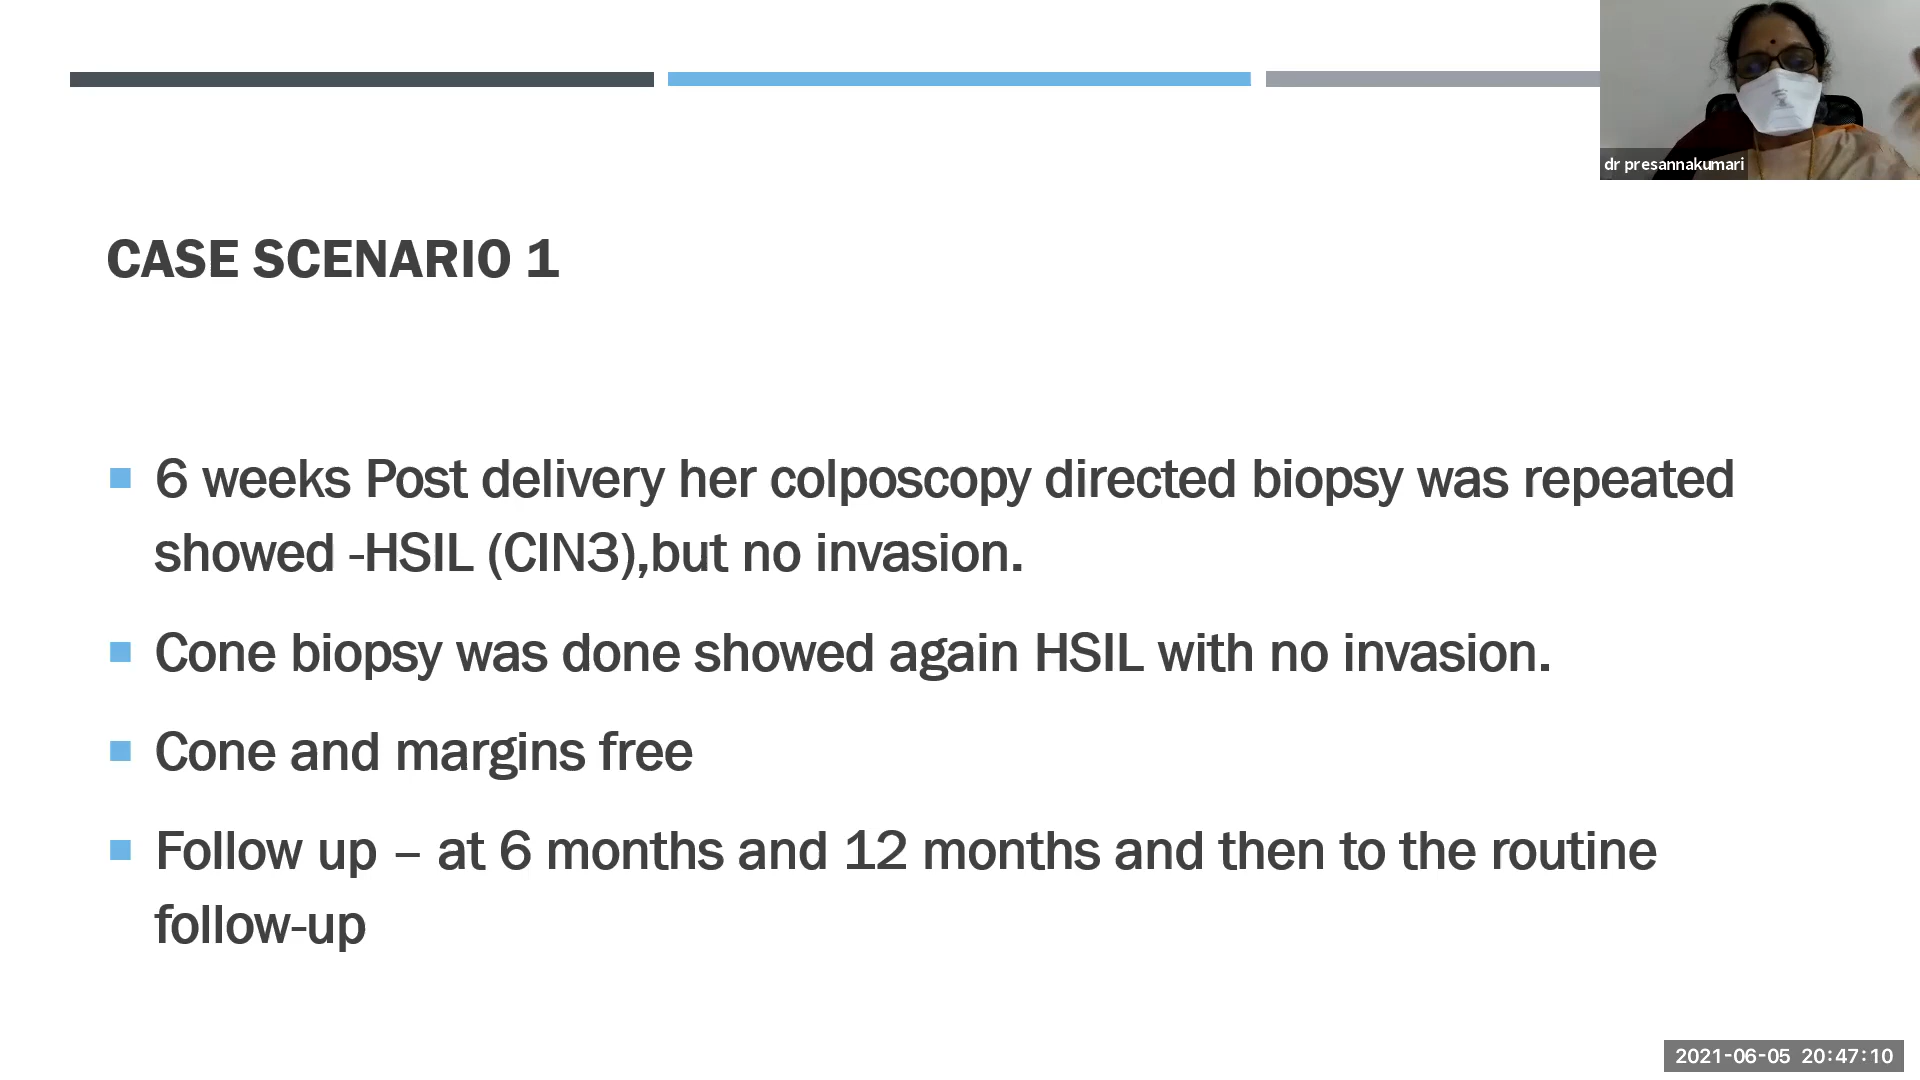 dr presannakumari
CASE SCENARIO 1
6 weeks Post delivery her colposcopy directed biopsy was repeated
showed -HSIL (CIN3),but no invasion.
Cone biopsy was done showed again HSIL with no invasion.
Cone and margins free
Follow up – at 6 months and 12 months and then to the routine
follow-up
2021-06-05 20:47:10